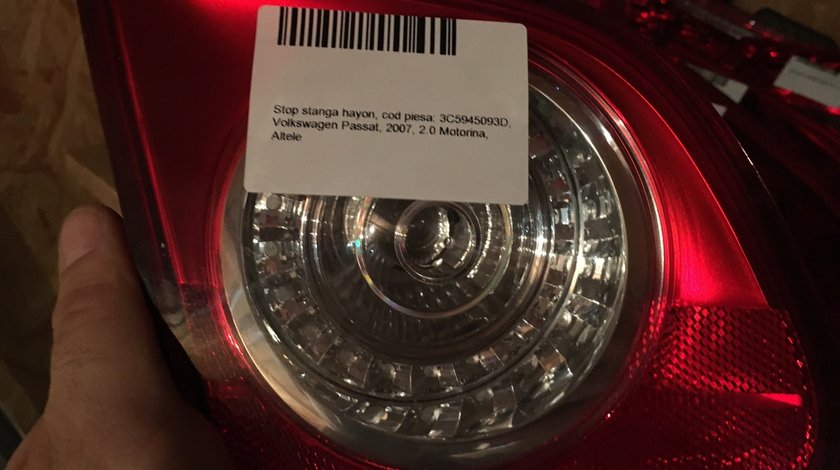 Stop stanga hayon, cod piesa: 3C5945093D,
Volkswagen Passat, 2007, 2.0 Motorina,
Altele